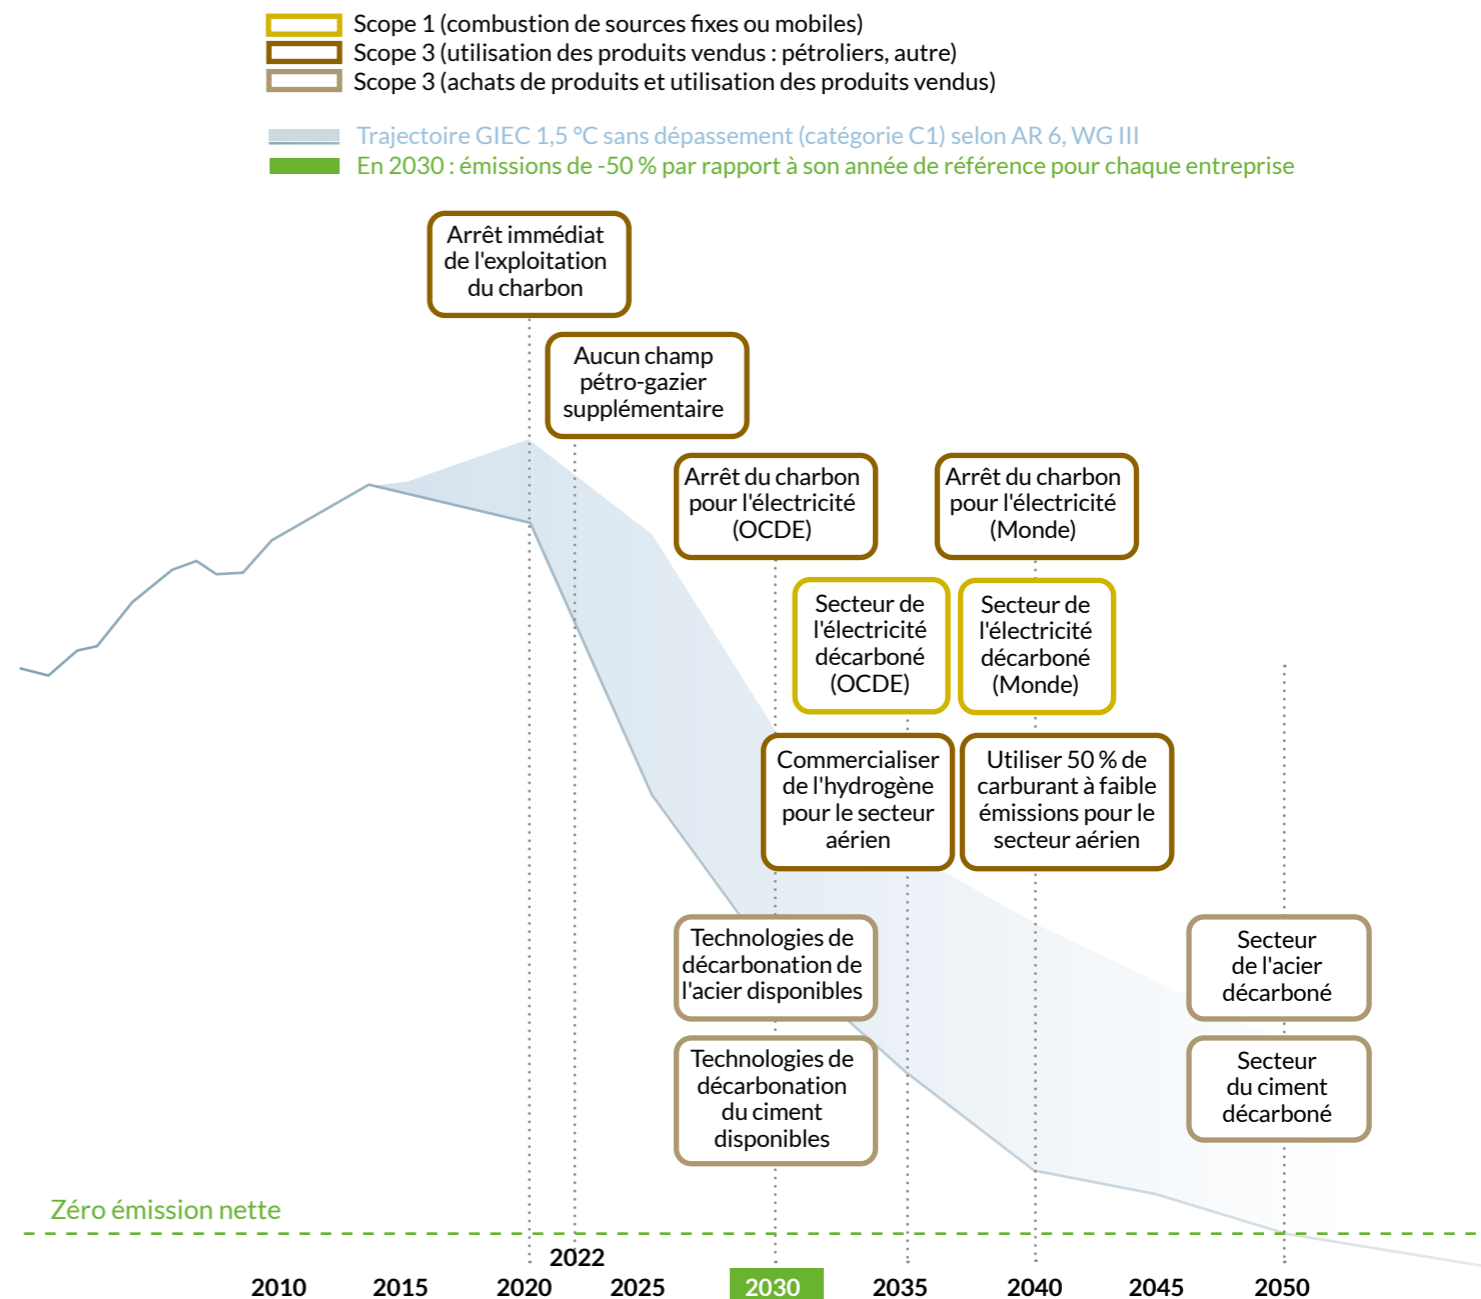 Scope 1 (combustion de sources fixes ou mobiles)
Scope 3 (utilisation des produits vendus : pétroliers, autre)
Scope 3 (achats de produits et utilisation des produits vendus)
Trajectoire GIEC 1,5 °C sans dépassement (catégorie C1) selon AR 6, WG III
En 2030 : émissions de -50 % par rapport à son année de référence pour chaque entreprise
Arrêt immédiat
de l'exploitation
du charbon
Aucun champ
pétro-gazier
supplémentaire
Arrêt du charbon
pour l'électricité
(OCDE)
Arrêt du charbon
pour l'électricité
(Monde)
Secteur de
l'électricité
décarboné
(OCDE)
Secteur de
l'électricité
décarboné
(Monde)
Commercialiser
de l'hydrogène
pour le secteur
aérien
Utiliser 50 % de
carburant à faible
émissions pour le
secteur aérien
Technologies de
décarbonation de
l'acier disponibles
Secteur
de l'acier
décarboné
Technologies de
décarbonation
du ciment
disponibles
Secteur
du ciment
décarboné
Zéro émission nette
2022
2010 2015 2020 2025 2030 2035 2040 2045 2050